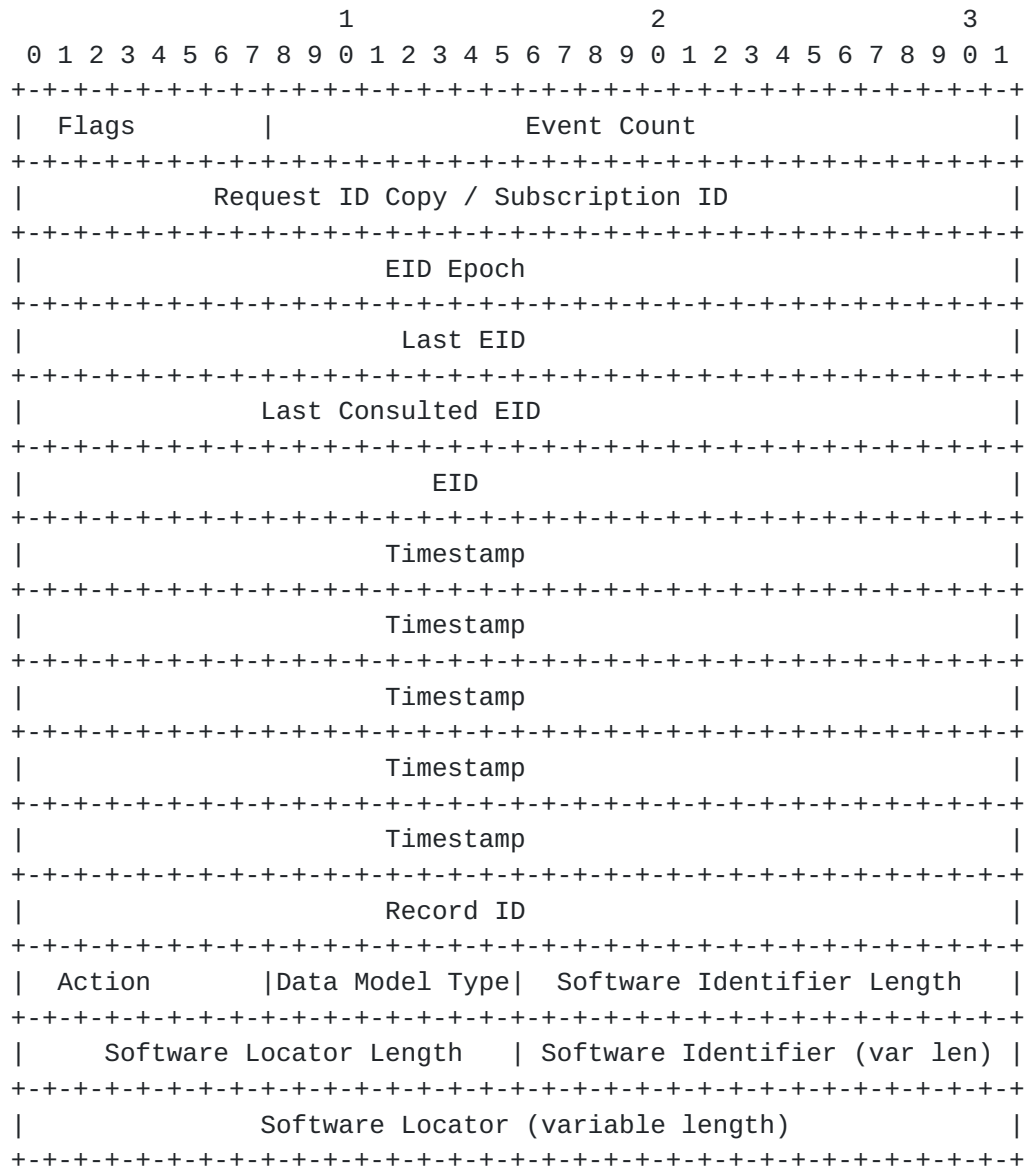 1                   2                   3
 0 1 2 3 4 5 6 7 8 9 0 1 2 3 4 5 6 7 8 9 0 1 2 3 4 5 6 7 8 9 0 1
+-+-+-+-+-+-+-+-+-+-+-+-+-+-+-+-+-+-+-+-+-+-+-+-+-+-+-+-+-+-+-+-+
|  Flags        |                Event Count                    |
+-+-+-+-+-+-+-+-+-+-+-+-+-+-+-+-+-+-+-+-+-+-+-+-+-+-+-+-+-+-+-+-+
|            Request ID Copy / Subscription ID                  |
+-+-+-+-+-+-+-+-+-+-+-+-+-+-+-+-+-+-+-+-+-+-+-+-+-+-+-+-+-+-+-+-+
|                       EID Epoch                               |
+-+-+-+-+-+-+-+-+-+-+-+-+-+-+-+-+-+-+-+-+-+-+-+-+-+-+-+-+-+-+-+-+
|                        Last EID                               |
+-+-+-+-+-+-+-+-+-+-+-+-+-+-+-+-+-+-+-+-+-+-+-+-+-+-+-+-+-+-+-+-+
|               Last Consulted EID                              |
+-+-+-+-+-+-+-+-+-+-+-+-+-+-+-+-+-+-+-+-+-+-+-+-+-+-+-+-+-+-+-+-+
|                          EID                                  |
+-+-+-+-+-+-+-+-+-+-+-+-+-+-+-+-+-+-+-+-+-+-+-+-+-+-+-+-+-+-+-+-+
|                       Timestamp                               |
+-+-+-+-+-+-+-+-+-+-+-+-+-+-+-+-+-+-+-+-+-+-+-+-+-+-+-+-+-+-+-+-+
|                       Timestamp                               |
+-+-+-+-+-+-+-+-+-+-+-+-+-+-+-+-+-+-+-+-+-+-+-+-+-+-+-+-+-+-+-+-+
|                       Timestamp                               |
+-+-+-+-+-+-+-+-+-+-+-+-+-+-+-+-+-+-+-+-+-+-+-+-+-+-+-+-+-+-+-+-+
|                       Timestamp                               |
+-+-+-+-+-+-+-+-+-+-+-+-+-+-+-+-+-+-+-+-+-+-+-+-+-+-+-+-+-+-+-+-+
|                       Timestamp                               |
+-+-+-+-+-+-+-+-+-+-+-+-+-+-+-+-+-+-+-+-+-+-+-+-+-+-+-+-+-+-+-+-+
|                       Record ID                               |
+-+-+-+-+-+-+-+-+-+-+-+-+-+-+-+-+-+-+-+-+-+-+-+-+-+-+-+-+-+-+-+-+
|  Action       |Data Model Type|  Software Identifier Length   |
+-+-+-+-+-+-+-+-+-+-+-+-+-+-+-+-+-+-+-+-+-+-+-+-+-+-+-+-+-+-+-+-+
|     Software Locator Length   | Software Identifier (var len) |
+-+-+-+-+-+-+-+-+-+-+-+-+-+-+-+-+-+-+-+-+-+-+-+-+-+-+-+-+-+-+-+-+
|               Software Locator (variable length)              |
+-+-+-+-+-+-+-+-+-+-+-+-+-+-+-+-+-+-+-+-+-+-+-+-+-+-+-+-+-+-+-+-+